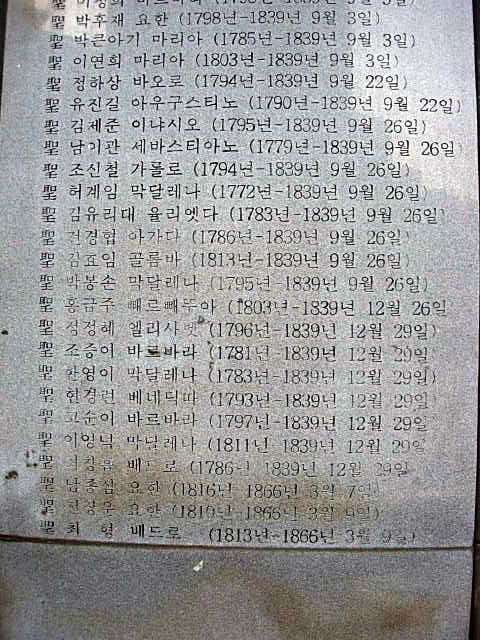 聖 박후재 요한 (1798년-1839년 9월 3일)
聖 박큰아기 마리아 (1785년-1839년 9월 3일)
聖 이연희 마리아 (1803년-1839년 9월 3일)
聖 정하상 바오로 (1794년-1839년 9월 22일)
聖 유진길 아우구스티노 (1790년-1839년 9월 22일)
聖 김제준 이냐시오 (1795년-1839년 9월 26일)
聖 남이관 세바스티아노 (1779년-1839년 9월 26일)
聖 조신철 가롤로 (1794년-1839년 9월 26일)
聖 허계임 막달레나 (1772년-1839년 9월 26일)
聖 김유리대 율리엣다 (1783년-1839년 9월 26일)
聖 전경협 아가다 (1786년-1839년 9월 26일)
聖 김효임 골룸바 (1813년-1839년 9월 26일)
聖 박봉손 막달레나 (1795년-1839년 9월 26일)
聖 홍금주 뻬르뻬뚜아 (1803년-1839년 12월 26일
聖 정정혜 엘리사벳 (1796년-1839년 12월 29일)
聖 조증이 바르바라 (1781년-1839년 12월 29일)
聖 한영이 막달레나 (1783년-1839년 12월 29일)
聖 현경련 베네딕따 (1793년-1839년 12월 29일)
聖 고순이 바르바라 (1797년-1839년 12월 29일
聖 이영덕 막달레나 (1811년 1839년 12월 29일
聖 베드로 (1786년 1839년 12월 29일
聖 남종삼 요한 (1816년 1866년 3월 7일)
聖 전장운 요한 (1810년-1866년 3월 9일)
聖 최 형 베드로 (1813년-1866년 3월 9일)